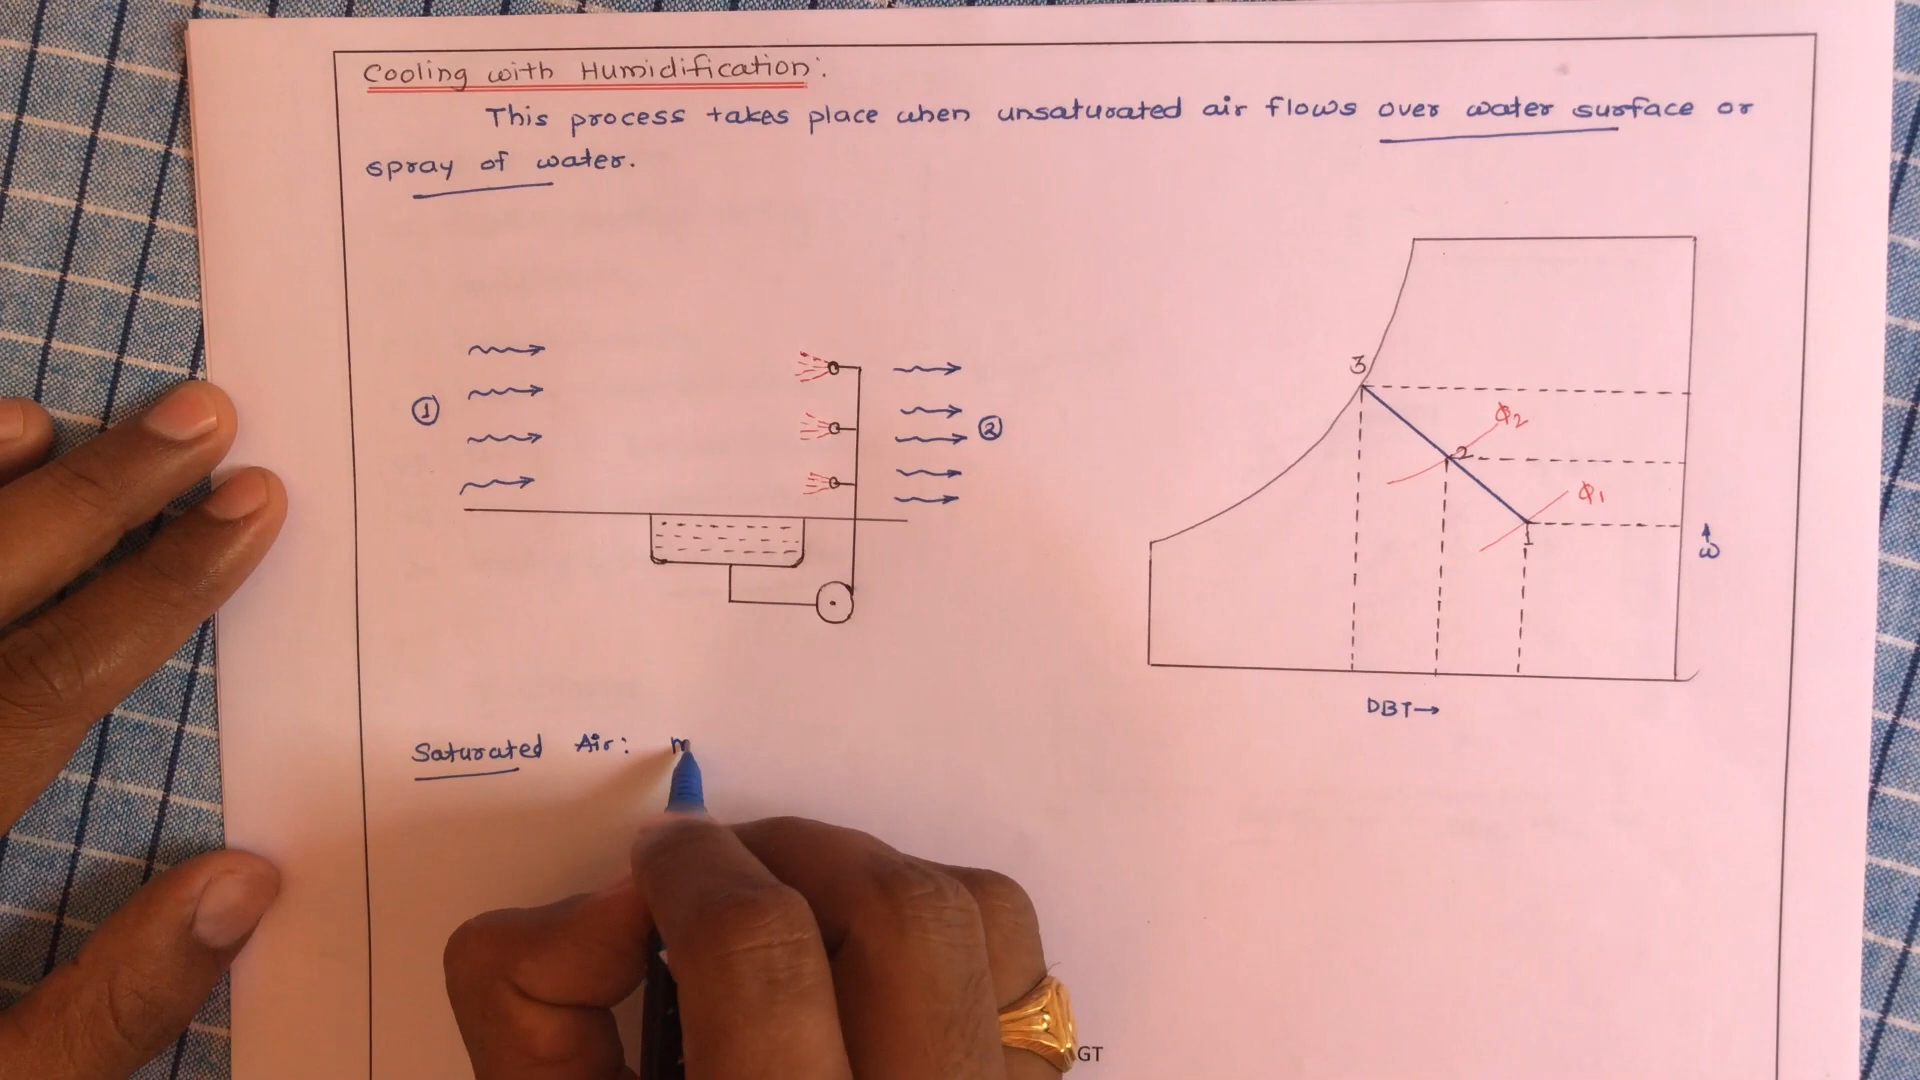 Cooling with Humidification:
This process takes place when unsaturated air flows over water surface or
spray of water.
①
②
3
Φ2
2
Φ1
1
ω
DBT→
Saturated Air: m
GT